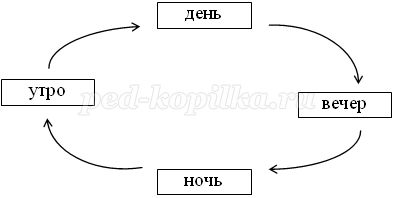 день
утро
ped-kopilka.ru
вечер
ночь